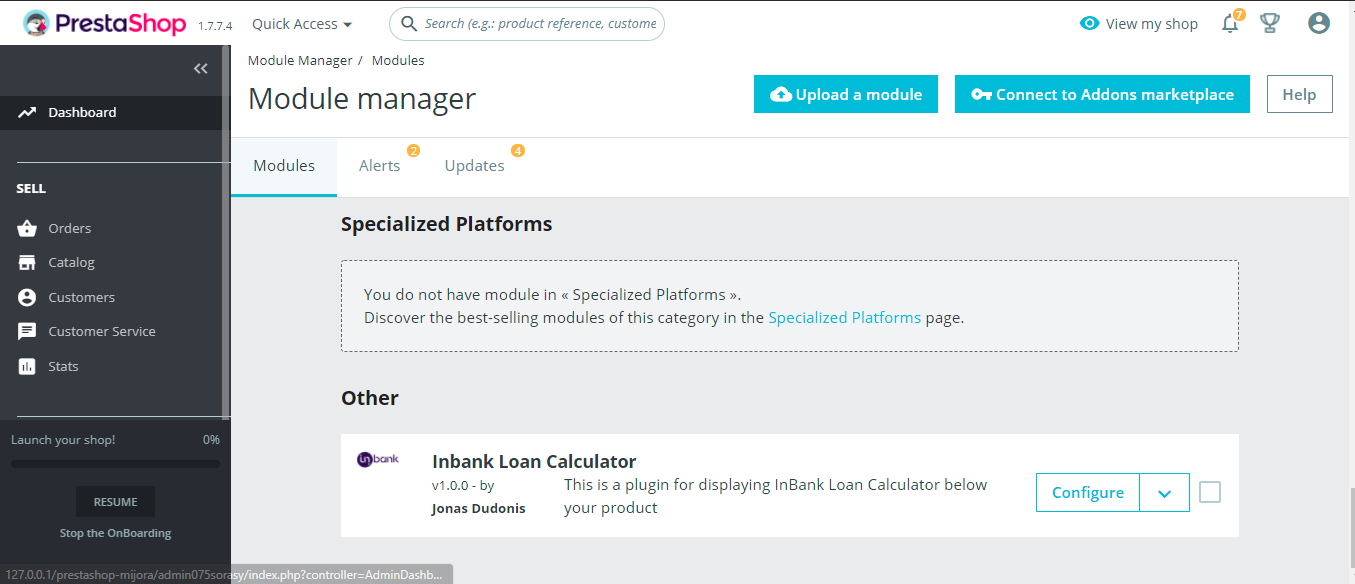 PrestaShop 1.7.7.4 Quick Access Search (e.g.: product reference, custome View my shop 7
Module Manager / Modules
Module manager
Upload a module Connect to Addons marketplace Help
Dashboard
Modules Alerts 2 Updates 4
SELL
Orders
Catalog
Customers
Customer Service
Stats
Launch your shop! 0%
RESUME
Stop the OnBoarding
Specialized Platforms
You do not have module in « Specialized Platforms ».
Discover the best-selling modules of this category in the Specialized Platforms page.
Other
inbank
Inbank Loan Calculator
v1.0.0 - by
Jonas Dudonis
This is a plugin for displaying InBank Loan Calculator below
your product
Configure
127.0.0.1/prestashop-mijora/admin075sorasy/index.php?controller=AdminDashb...